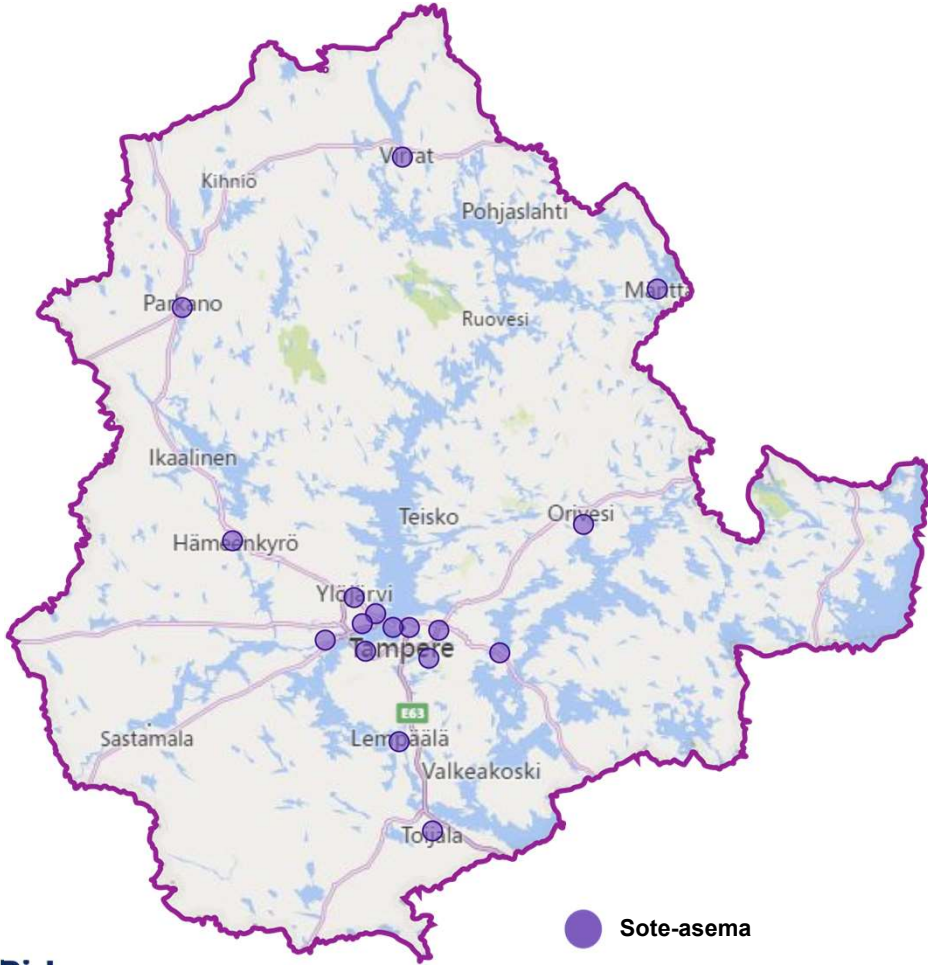 Virrat
Kihniö
Pohjaslahti
Mänttä
Parkano
Ruovesi
Ikaalinen
Teisko
Orivesi
Hämeenkyrö
Ylöjärvi
Tampere
E63
Sastamala
Lempäälä
Valkeakoski
Toijala
Sote-asema